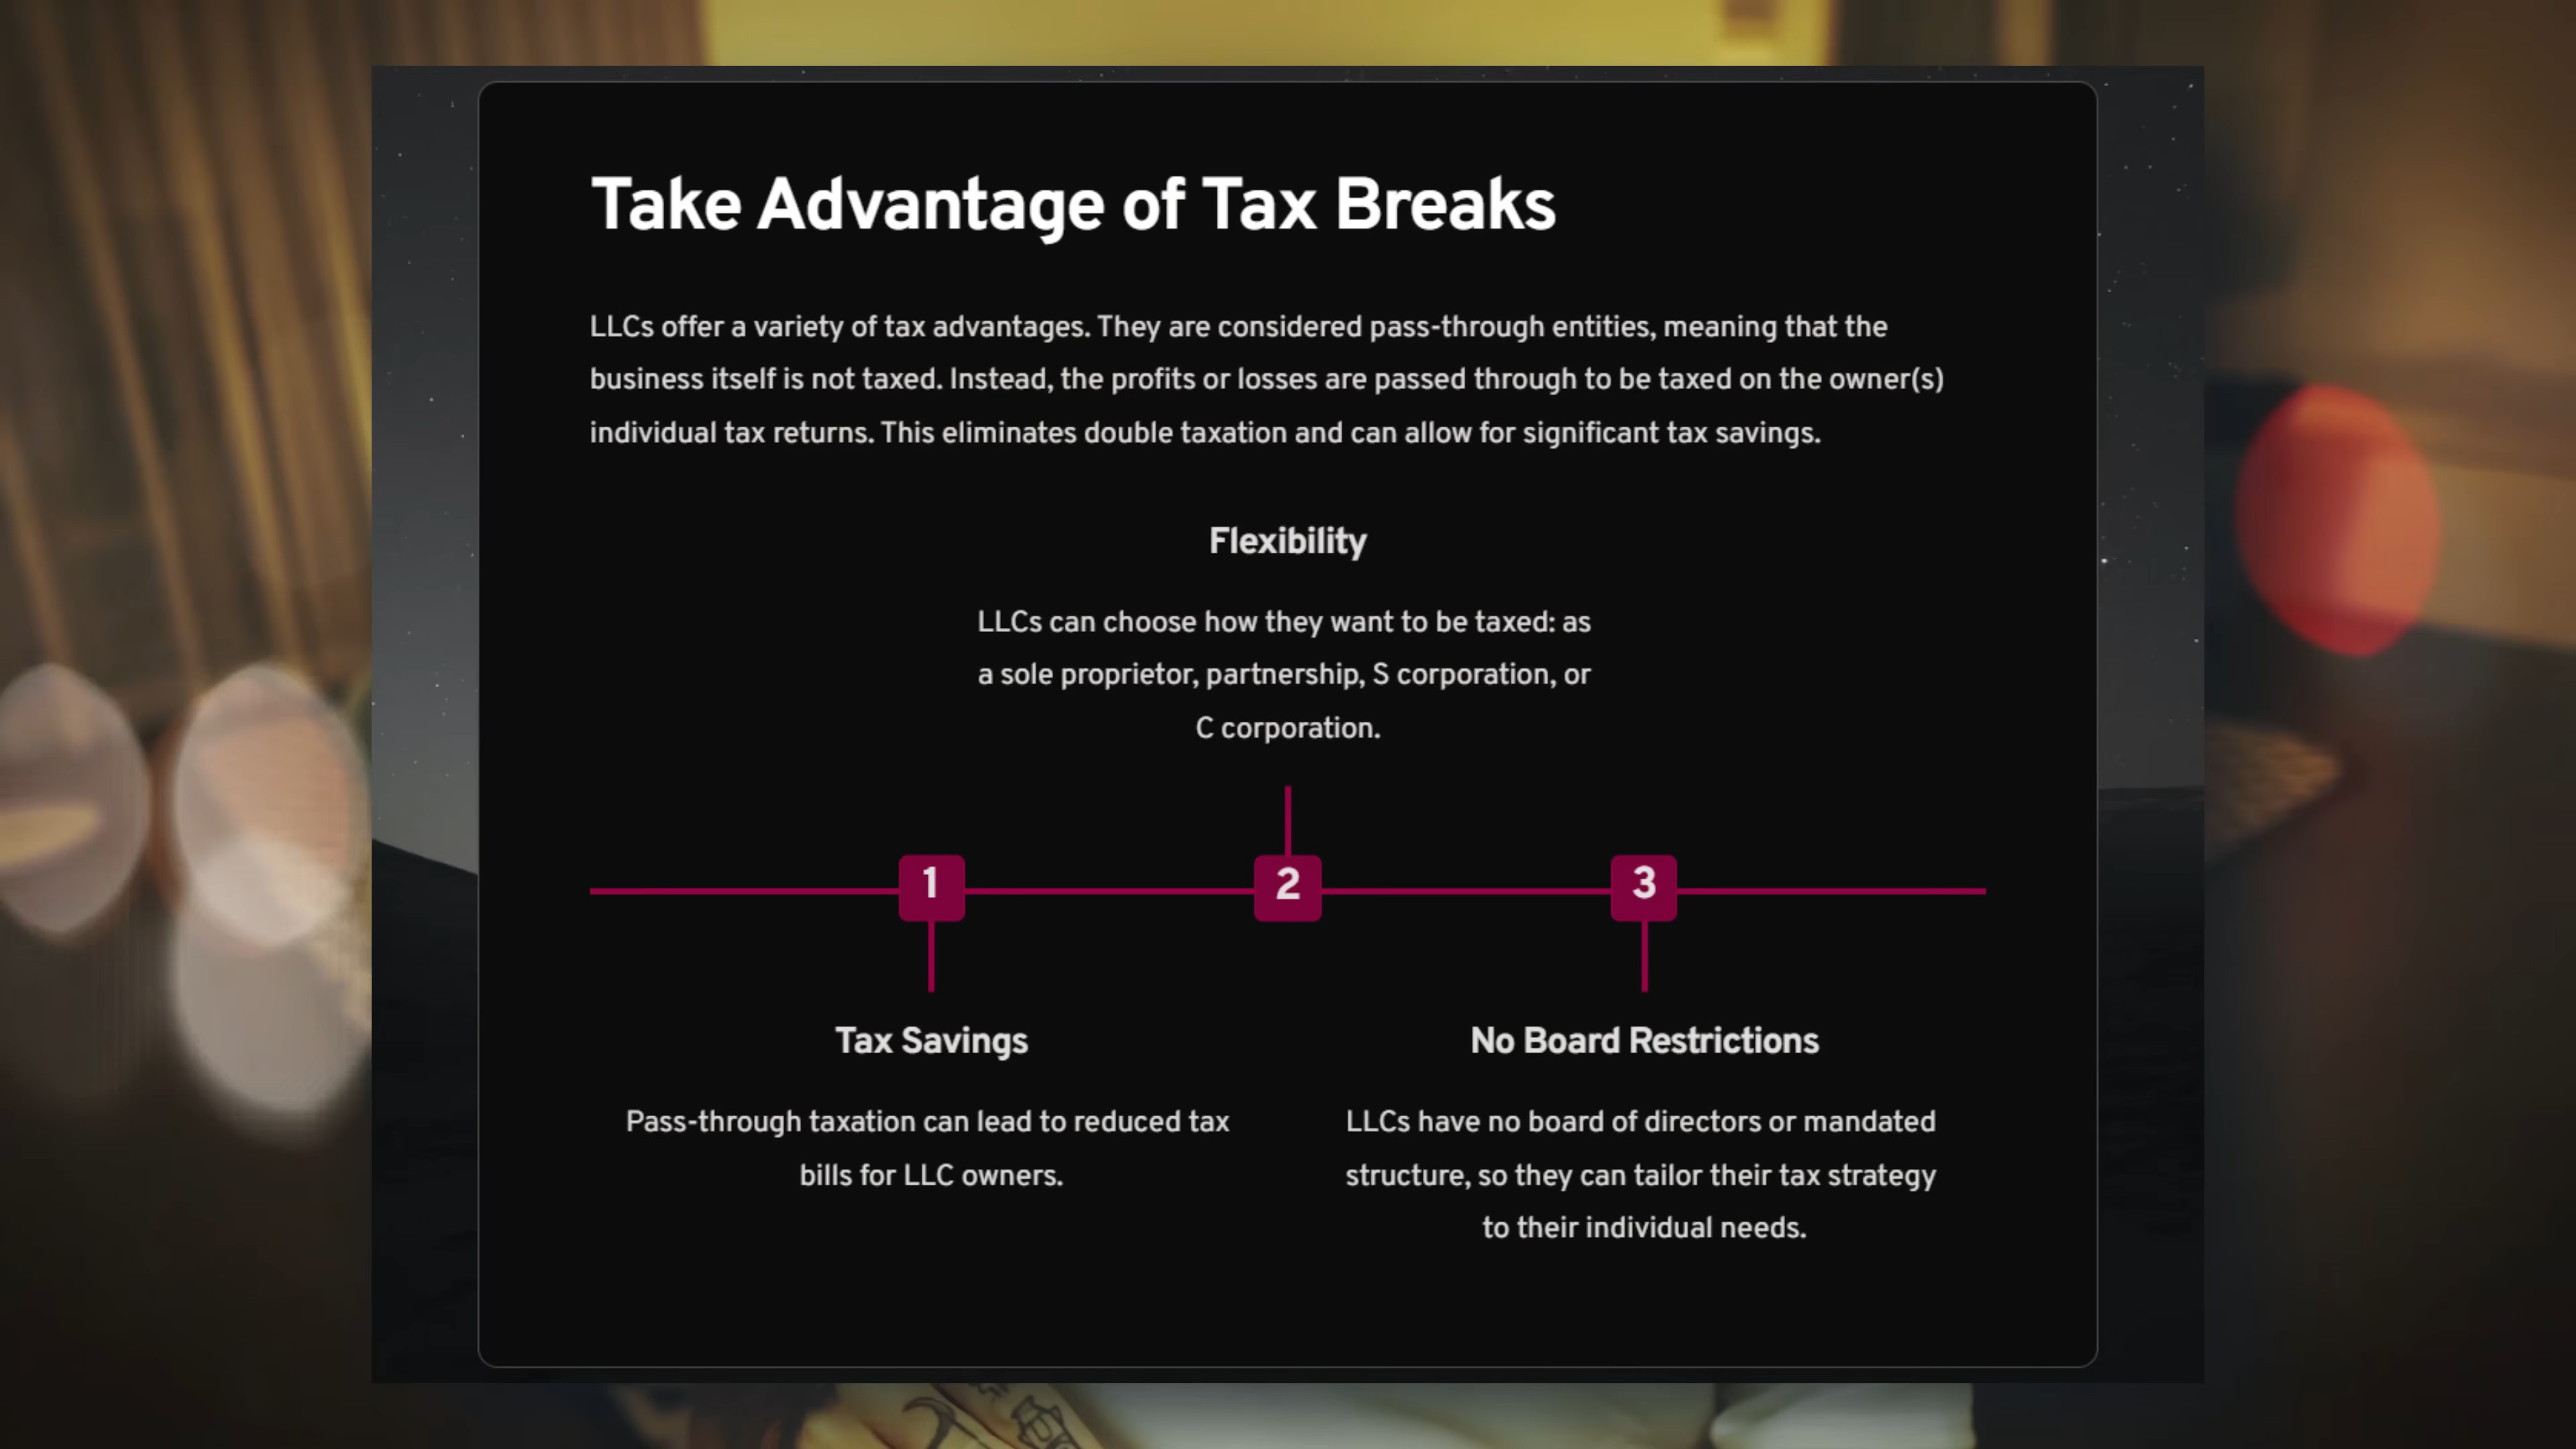 Take Advantage of Tax Breaks
LLCs offer a variety of tax advantages. They are considered pass-through entities, meaning that the
business itself is not taxed. Instead, the profits or losses are passed through to be taxed on the owner(s)
individual tax returns. This eliminates double taxation and can allow for significant tax savings.
Flexibility
LLCs can choose how they want to be taxed: as
a sole proprietor, partnership, S corporation, or
C corporation.
1
2
3
Tax Savings
Pass-through taxation can lead to reduced tax
bills for LLC owners.
No Board Restrictions
LLCs have no board of directors or mandated
structure, so they can tailor their tax strategy
to their individual needs.